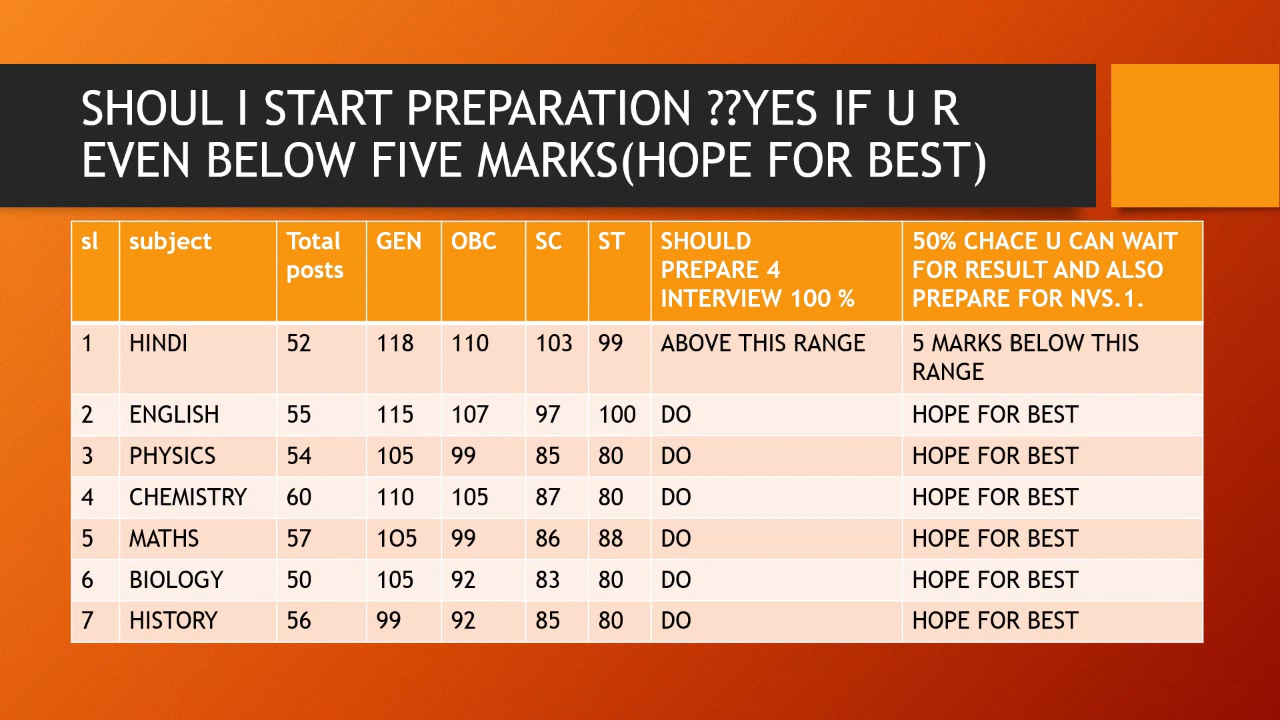 SHOUL I START PREPARATION ??YES IF U R
EVEN BELOW FIVE MARKS(HOPE FOR BEST)
sl subject Total posts GEN OBC SC ST SHOULD PREPARE 4 INTERVIEW 100 % 50% CHACE U CAN WAIT FOR RESULT AND ALSO PREPARE FOR NVS.1.
1 HINDI 52 118 110 103 99 ABOVE THIS RANGE 5 MARKS BELOW THIS RANGE
2 ENGLISH 55 115 107 97 100 DO HOPE FOR BEST
3 PHYSICS 54 105 99 85 80 DO HOPE FOR BEST
4 CHEMISTRY 60 110 105 87 80 DO HOPE FOR BEST
5 MATHS 57 1O5 99 86 88 DO HOPE FOR BEST
6 BIOLOGY 50 105 92 83 80 DO HOPE FOR BEST
7 HISTORY 56 99 92 85 80 DO HOPE FOR BEST